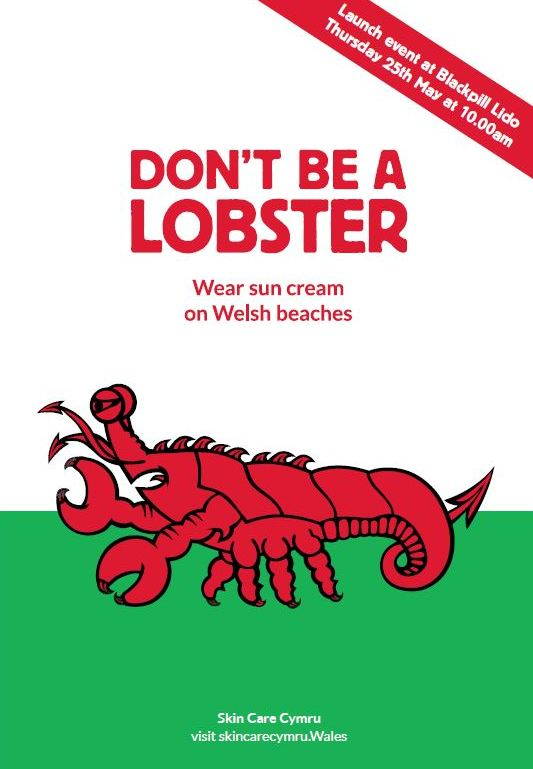 Launch event at Blackpill Lido
Thursday 25th May at 10.00am
DON'T BE A
LOBSTER
Wear sun cream
on Welsh beaches
Skin Care Cymru
visit skincarecymru.Wales